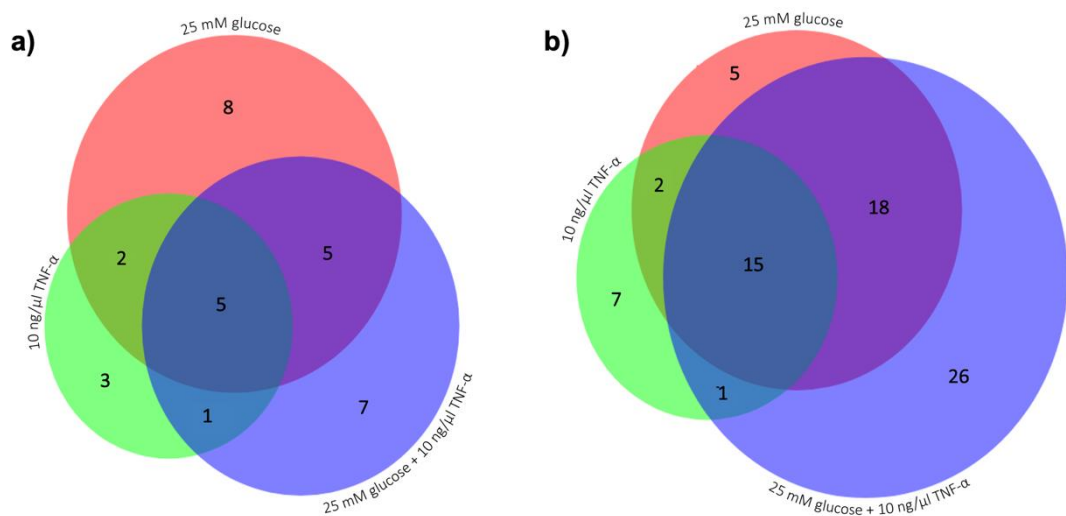 a)
25 mM glucose
8
2
5
5
10 ng/µl TNF-α
3
1
7
25 mM glucose + 10 ng/µl TNF-α
b)
25 mM glucose
5
10 ng/µl TNF-α
2
18
15
7
1
26
25 mM glucose + 10 ng/µl TNF-α